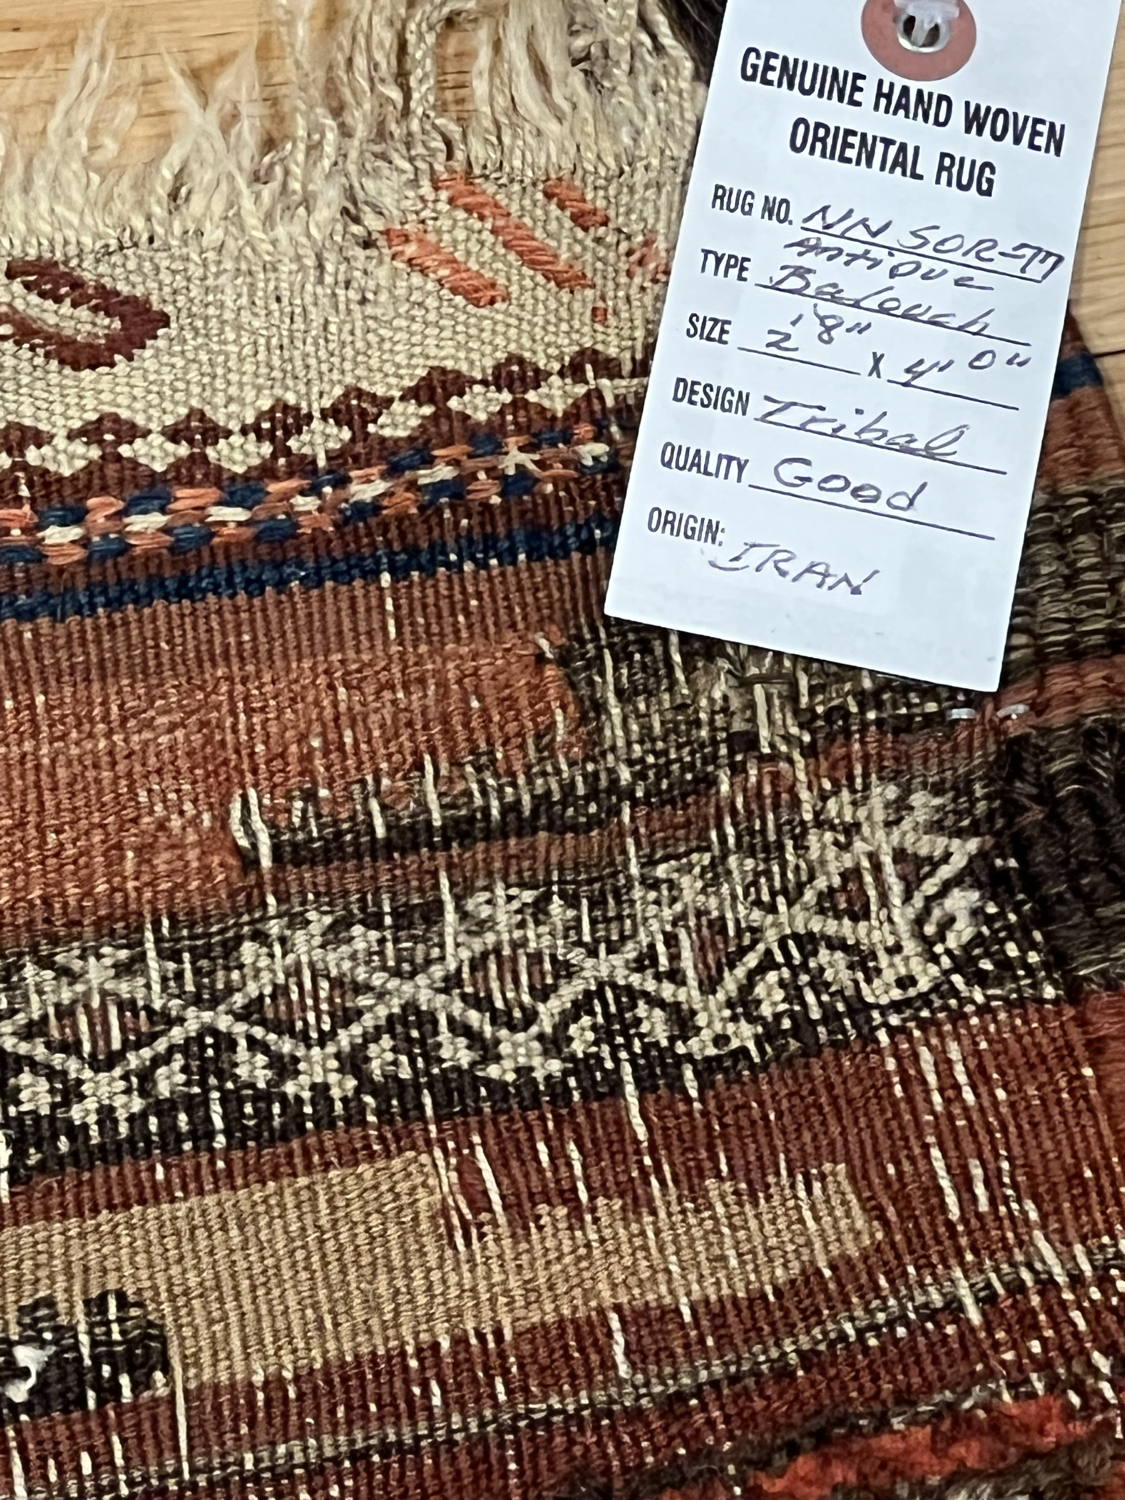 GENUINE HAND WOVEN
ORIENTAL RUG
RUG NO. NN SOR-77
Antique
TYPE Balouch
SIZE 2'8" X 4' 0"
DESIGN Tribal
QUALITY Good
ORIGIN: IRAN